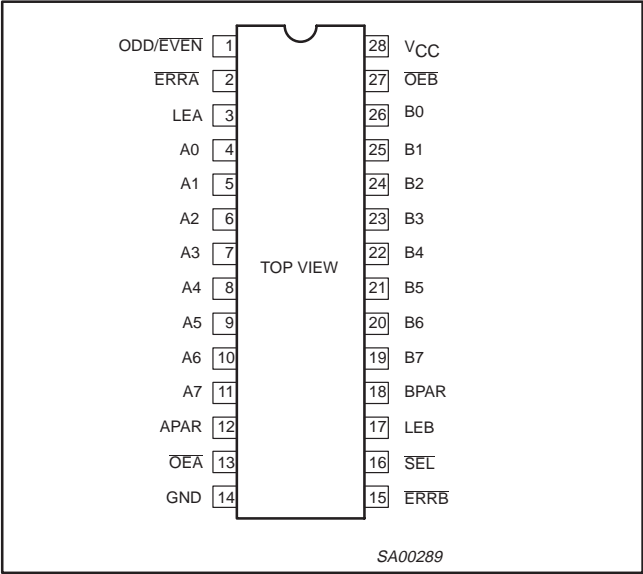 ODD/EVEN 1 28 VCC
ERRA 2 27 OEB
LEA 3 26 B0
A0 4 25 B1
A1 5 24 B2
A2 6 23 B3
A3 7 22 B4
TOP VIEW
A4 8 21 B5
A5 9 20 B6
A6 10 19 B7
A7 11 18 BPAR
APAR 12 17 LEB
OEA 13 16 SEL
GND 14 15 ERRB
SA00289